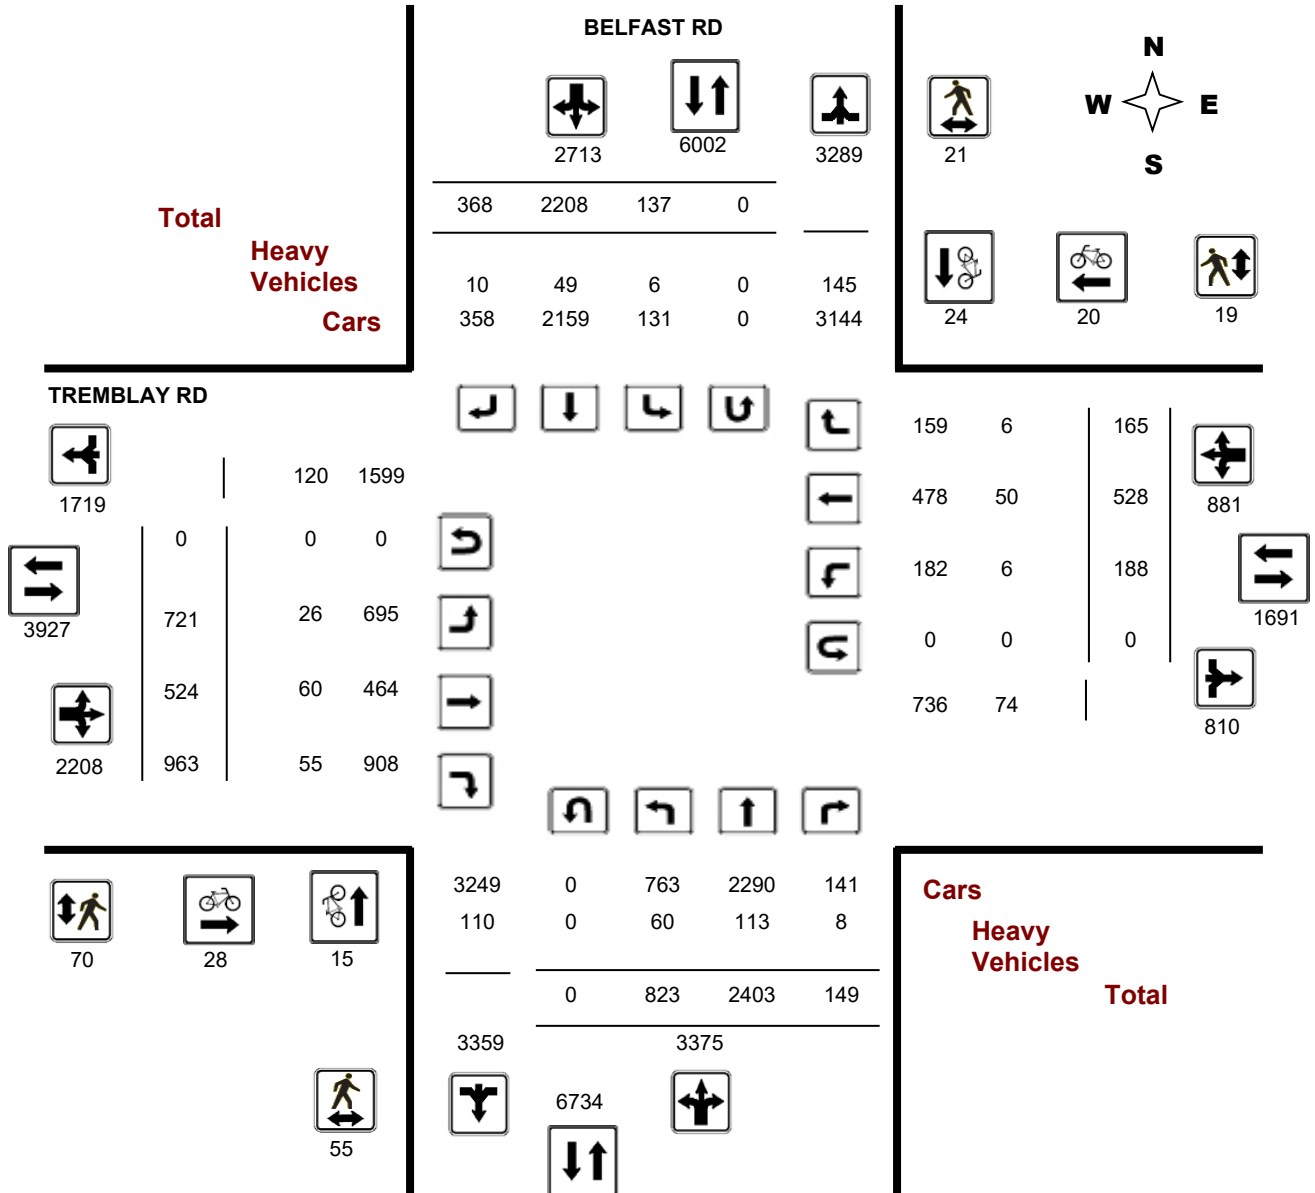 BELFAST RD
N
W E
S
2713 6002 3289 21
368 2208 137 0
Total
Heavy
Vehicles
Cars
10 49 6 0 145
358 2159 131 0 3144
24 20 19
TREMBLAY RD
1719
120 1599
0 0 0
3927
721 26 695
524 60 464
2208
963 55 908
159 6 165
478 50 528
881
182 6 188
1691
0 0 0
736 74
810
3249 0 763 2290 141
110 0 60 113 8
0 823 2403 149
3359 3375
6734
70 28 15
55
Cars
Heavy
Vehicles
Total